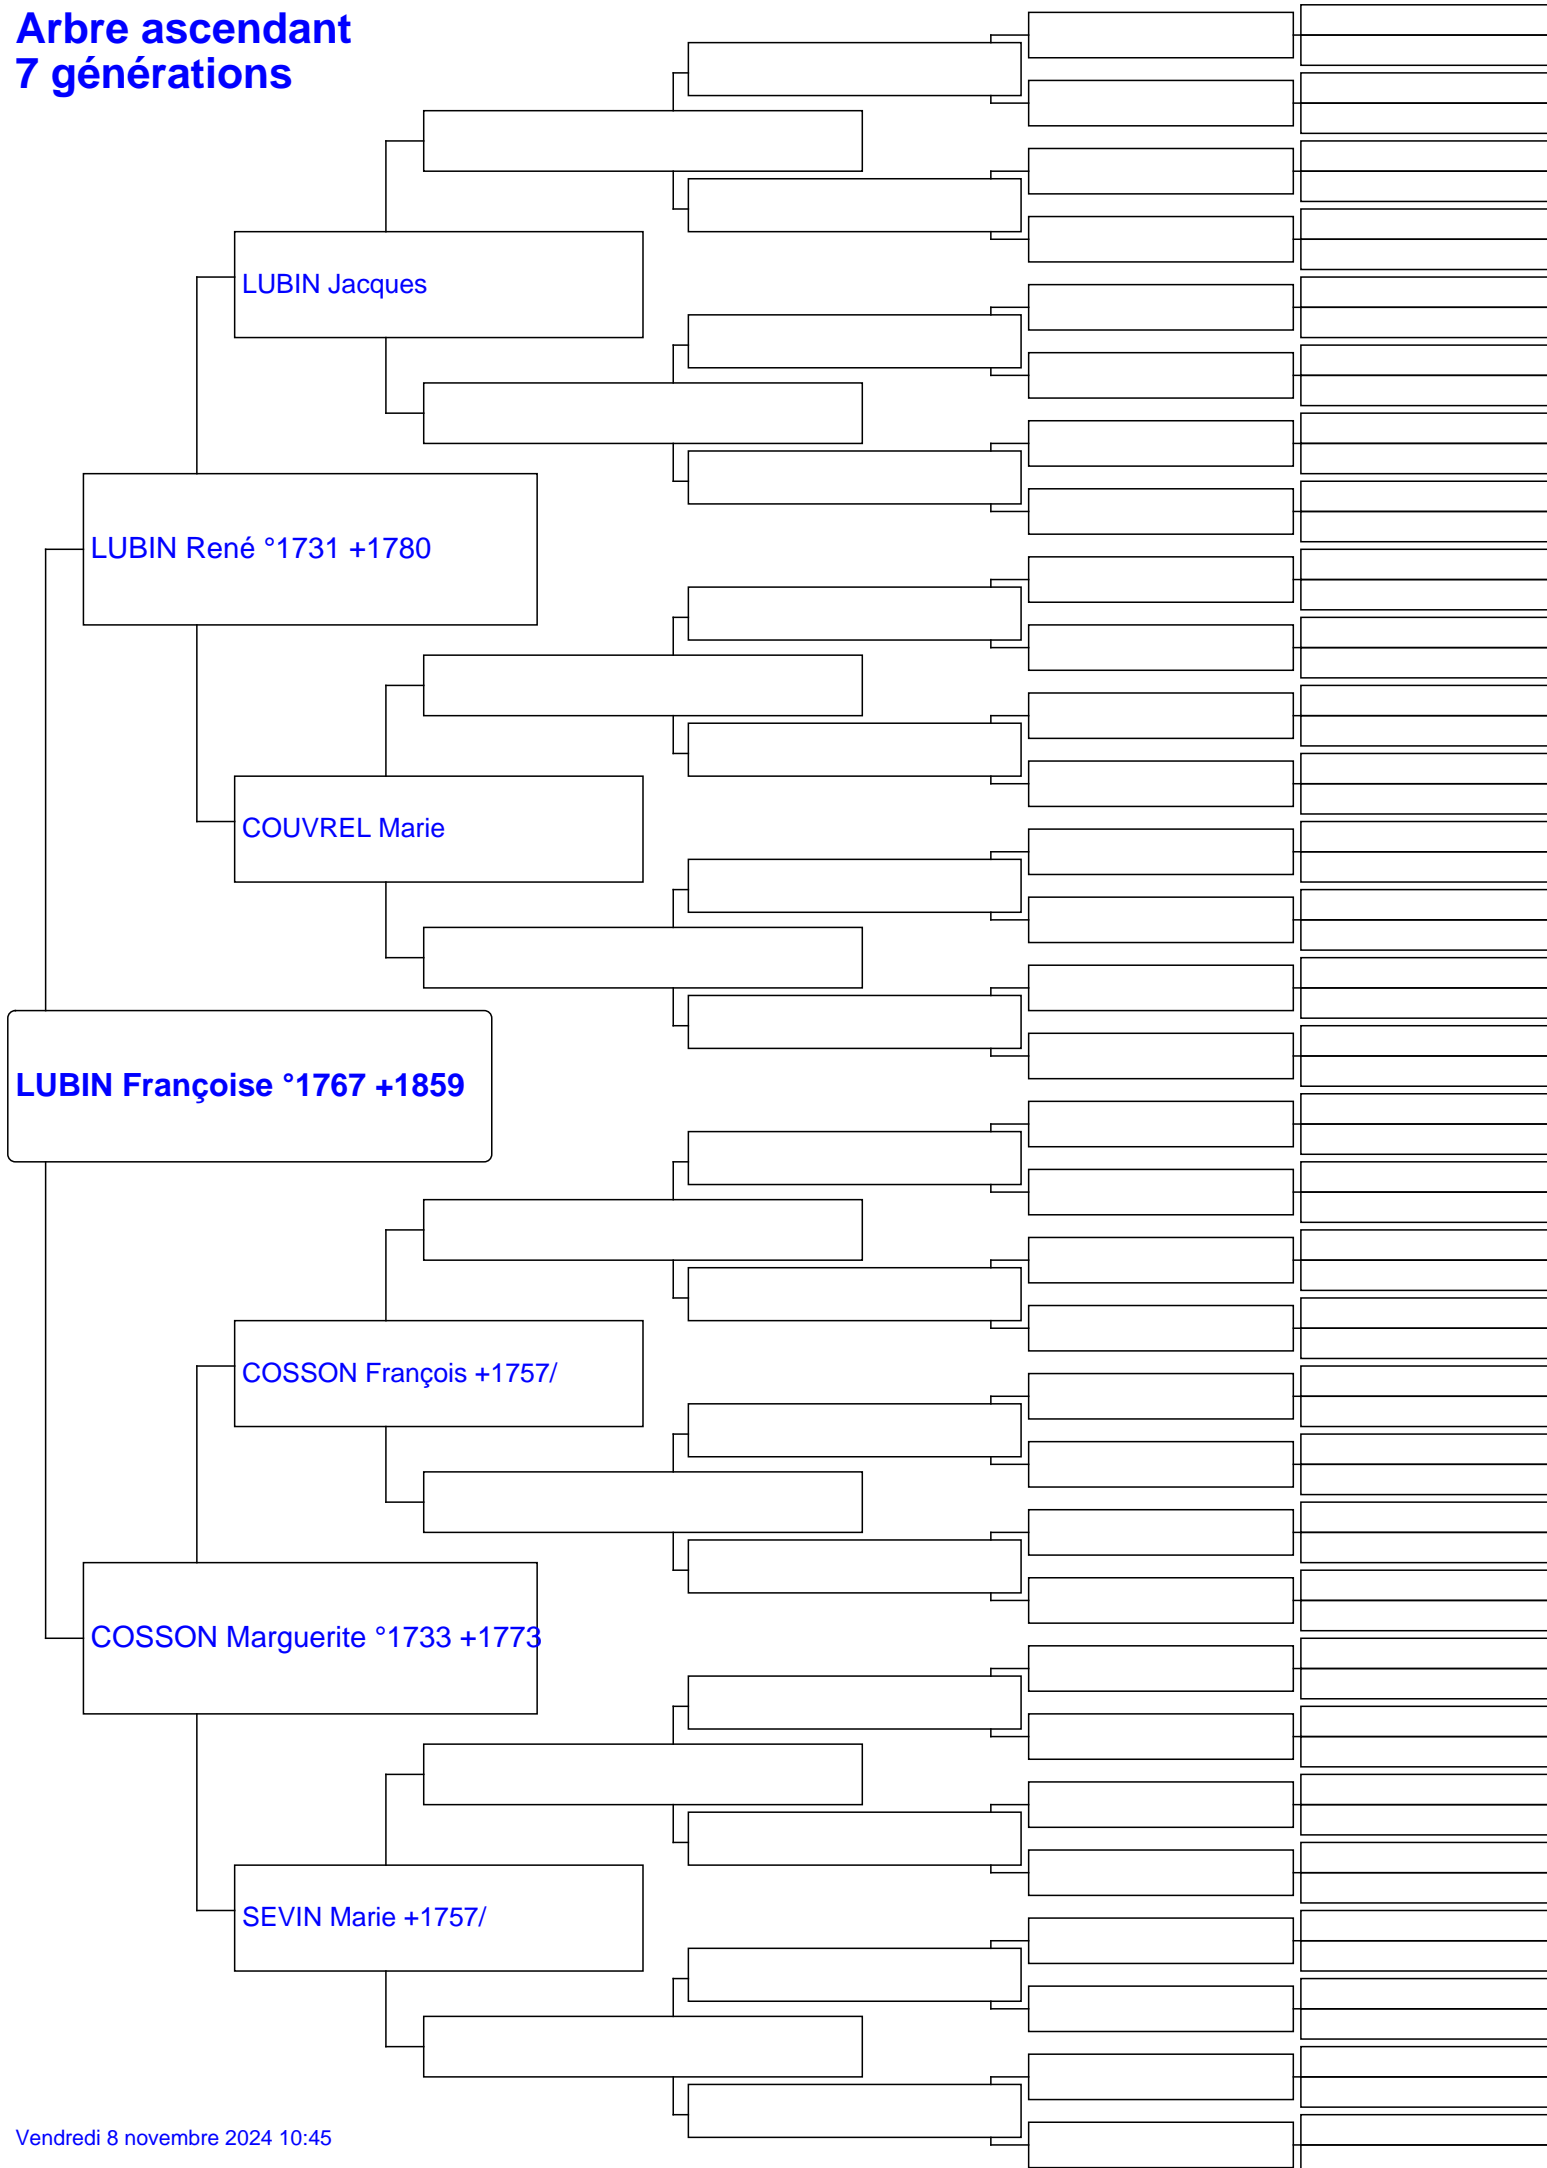 Arbre ascendant
7 générations
LUBIN Jacques
LUBIN René °1731 +1780
COUVREL Marie
LUBIN Françoise °1767 +1859
COSSON François +1757/
COSSON Marguerite °1733 +1773
SEVIN Marie +1757/
Vendredi 8 novembre 2024 10:45